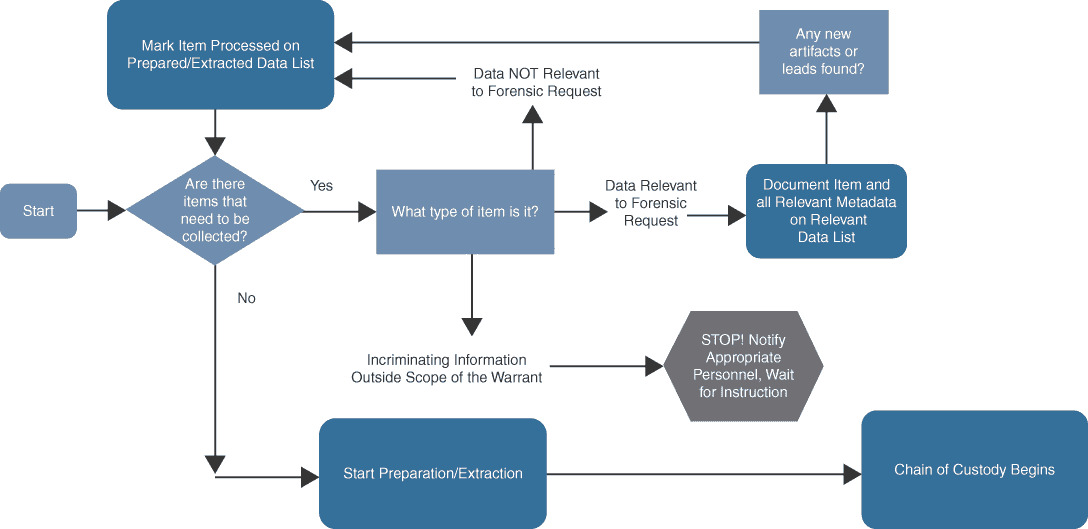 Mark Item Processed on
Prepared/Extracted Data List
Any new
artifacts or
leads found?
Data NOT Relevant
to Forensic Request
Start
Are there
items that
need to be
collected?
Yes
What type of item is it?
Data Relevant
to Forensic
Request
Document Item and
all Relevant Metadata
on Relevant
Data List
No
Incriminating Information
Outside Scope of the Warrant
STOP! Notify
Appropriate
Personnel, Wait
for Instruction
Start Preparation/Extraction
Chain of Custody Begins